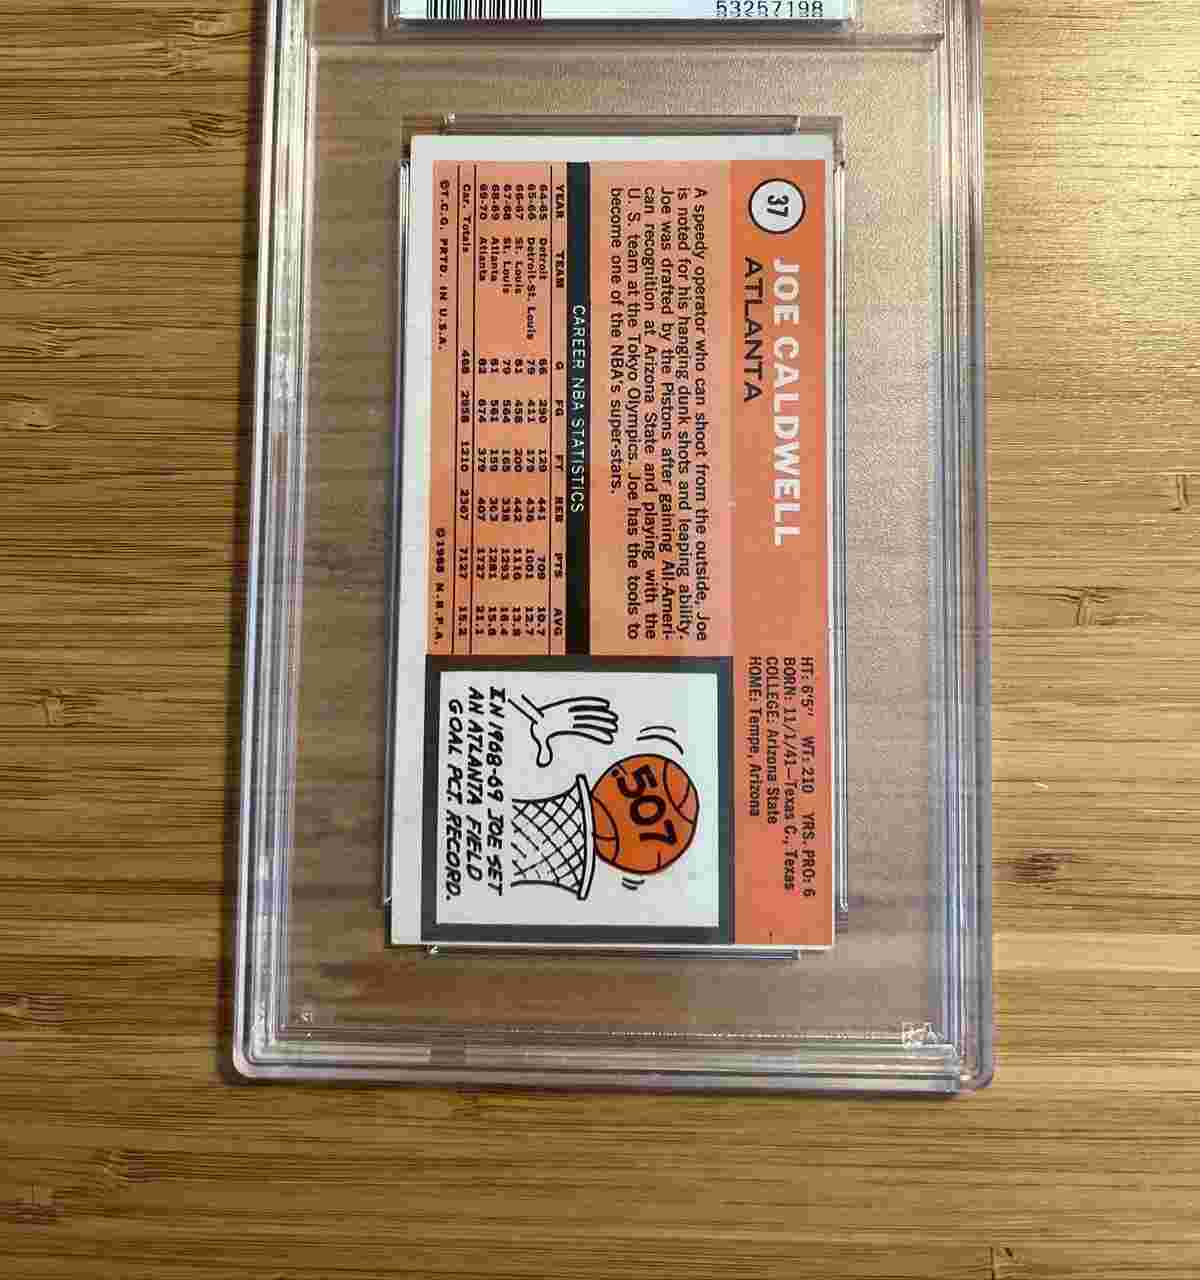 53257198
37
JOE CALDWELL
ATLANTA
HT: 6'5" WT: 210 YRS. PRO: 6
BORN: 11/1/41—Texas C., Texas
COLLEGE: Arizona State
HOME: Tempe, Arizona
A speedy operator who can shoot from the outside, Joe
is noted for his hanging dunk shots and leaping ability.
Joe was drafted by the Pistons after gaining All-Ameri-
can recognition at Arizona State and playing with the
U. S. team at the Tokyo Olympics. Joe has the tools to
become one of the NBA's super-stars.
CAREER NBA STATISTICS
YEAR TEAM G FG FT REB PTS AVG
64-65 Detroit 66 290 129 441 709 10.7
65-66 Detroit-St. Louis 79 411 179 436 1001 12.7
66-67 St. Louis 81 458 200 442 1116 13.8
67-68 St. Louis 79 564 165 338 1293 16.4
68-69 Atlanta 81 561 159 303 1281 15.8
69-70 Atlanta 82 674 379 407 1727 21.1
Car. Totals 468 2958 1210 2367 7127 15.2
©T.C.G. PRTD. IN U.S.A. ©1968 N.B.P.A.
.507
IN 1968-69 JOE SET
AN ATLANTA FIELD
GOAL PCT. RECORD.